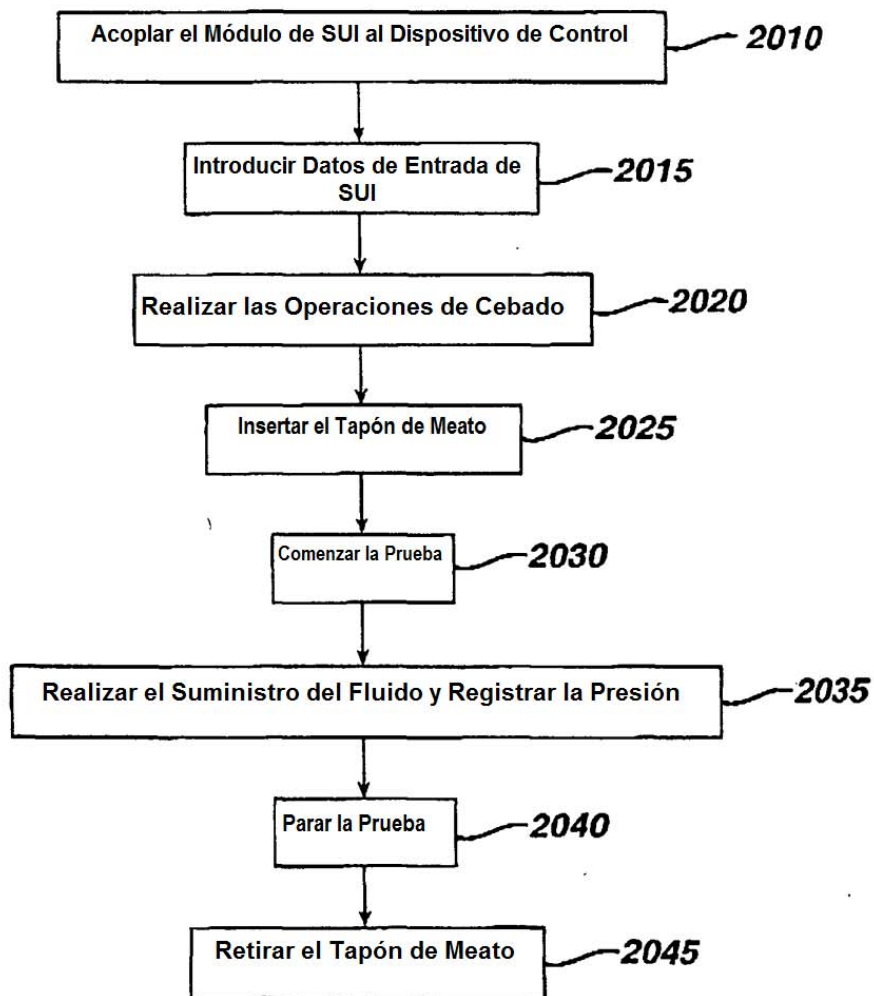 Acoplar el Módulo de SUI al Dispositivo de Control
2010
Introducir Datos de Entrada de
SUI
2015
Realizar las Operaciones de Cebado
2020
Insertar el Tapón de Meato
2025
Comenzar la Prueba
2030
Realizar el Suministro del Fluido y Registrar la Presión
2035
Parar la Prueba
2040
Retirar el Tapón de Meato
2045